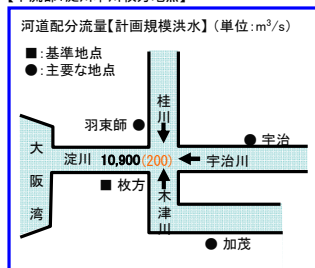 河道配分流量【計画規模洪水】(単位:m³/s)
■:基準地点
●:主要な地点
桂川
羽束師 ●
● 宇治
大阪湾
淀川 10,900(200)
宇治川
■ 枚方
木津川
● 加茂